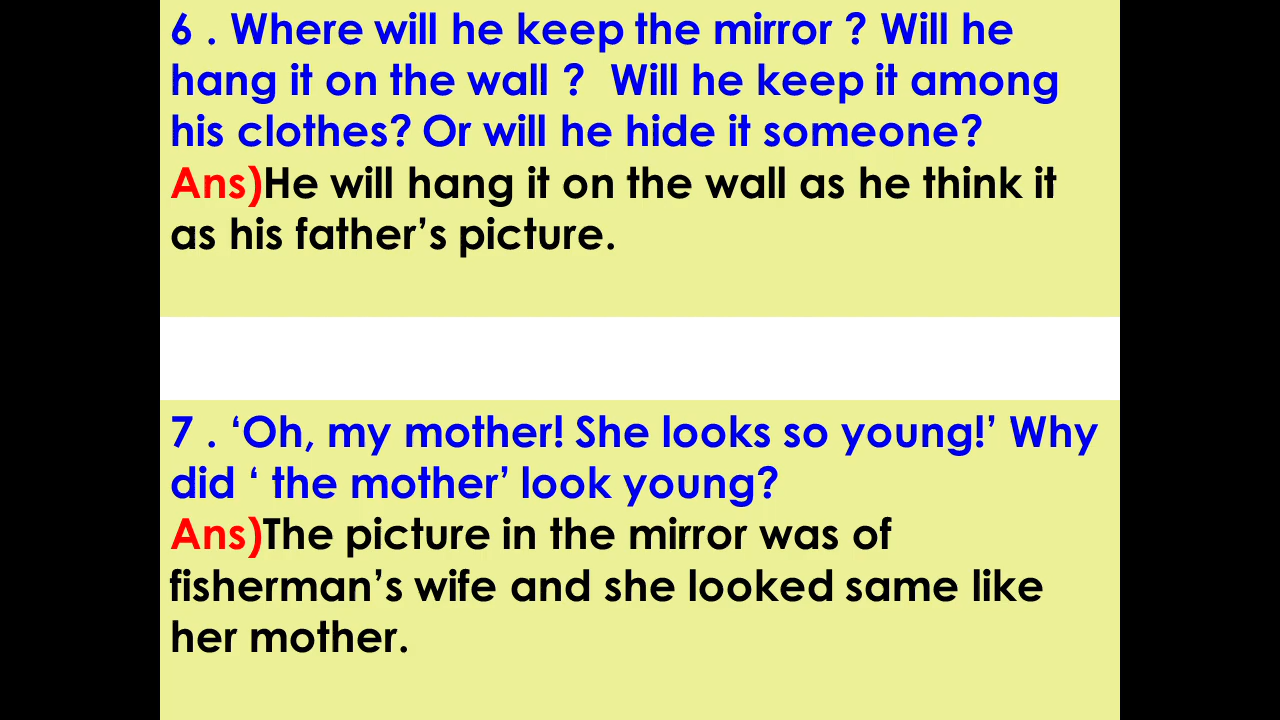 6 . Where will he keep the mirror ? Will he
hang it on the wall ?  Will he keep it among
his clothes? Or will he hide it someone?
Ans)He will hang it on the wall as he think it
as his father’s picture.
7 . ‘Oh, my mother! She looks so young!’ Why
did ‘ the mother’ look young?
Ans)The picture in the mirror was of
fisherman’s wife and she looked same like
her mother.